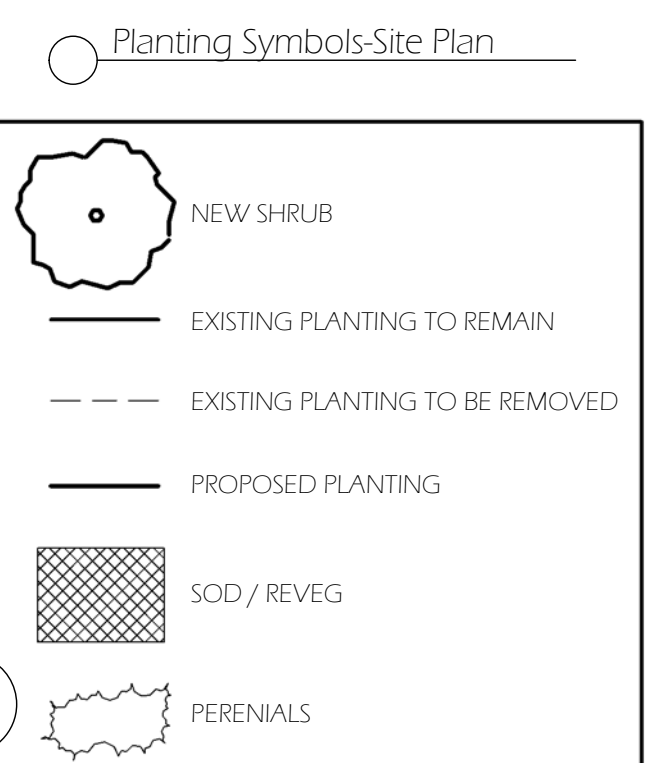 Planting Symbols-Site Plan
NEW SHRUB
EXISTING PLANTING TO REMAIN
EXISTING PLANTING TO BE REMOVED
PROPOSED PLANTING
SOD / REVEG
PERENIALS